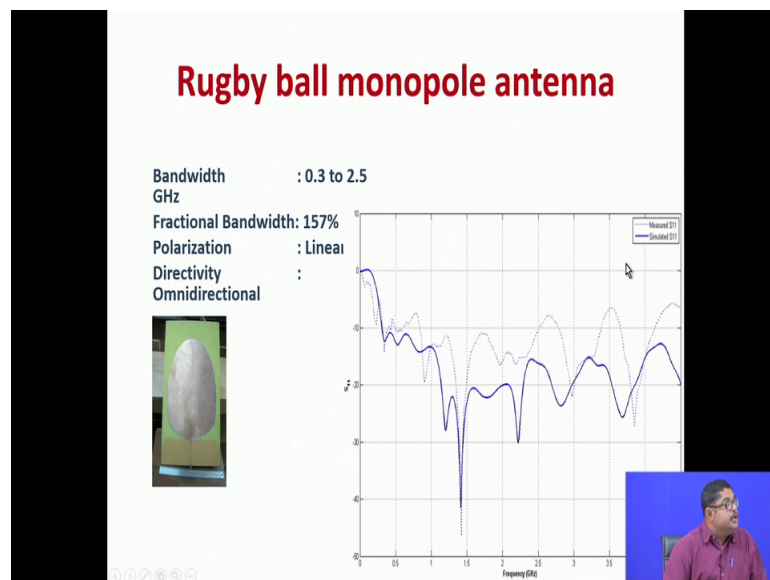 Rugby ball monopole antenna
Bandwidth : 0.3 to 2.5
GHz
Fractional Bandwidth: 157%
Polarization : Linear
Directivity :
Omnidirectional
10
Measured S11
Simulated S11
0
-10
-20
S11
-30
-40
-50
0 0.5 1 1.5 2 2.5 3 3.5
Frequency (GHz)